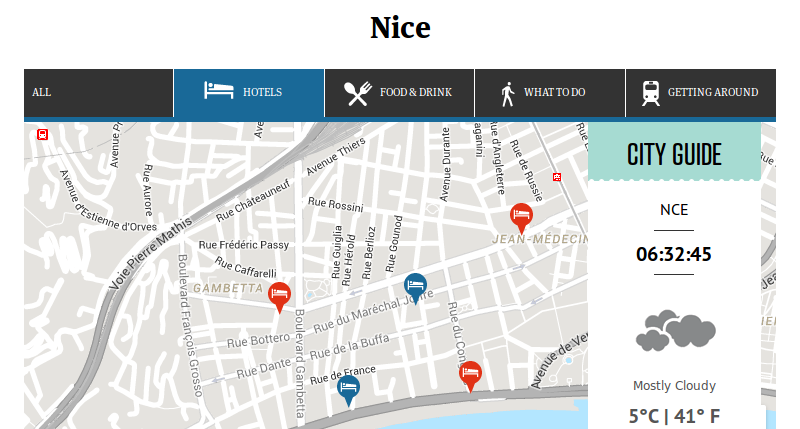 Nice
ALL
HOTELS
FOOD & DRINK
WHAT TO DO
GETTING AROUND
CITY GUIDE
NCE
06:32:45
Mostly Cloudy
5°C | 41° F
Avenue Thiers
Avenue Durante
Rue d'Angleterre
Rue de Russie
Rue Aurore
Avenue d'Estienne d'Orves
Rue Châteauneuf
Rue Rossini
Voie Pierre Mathis
Rue Frédéric Passy
Rue Caffarelli
Rue Guiglia
Rue Hérold
Rue Berlioz
Rue Gounod
JEAN-MÉDECIN
GAMBETTA
Boulevard François Grosso
Boulevard Gambetta
Rue du Maréchal Joffre
Rue Bottero
Rue de la Buffa
Rue Dante
Rue de France
Rue du Con
Avenue de Ver